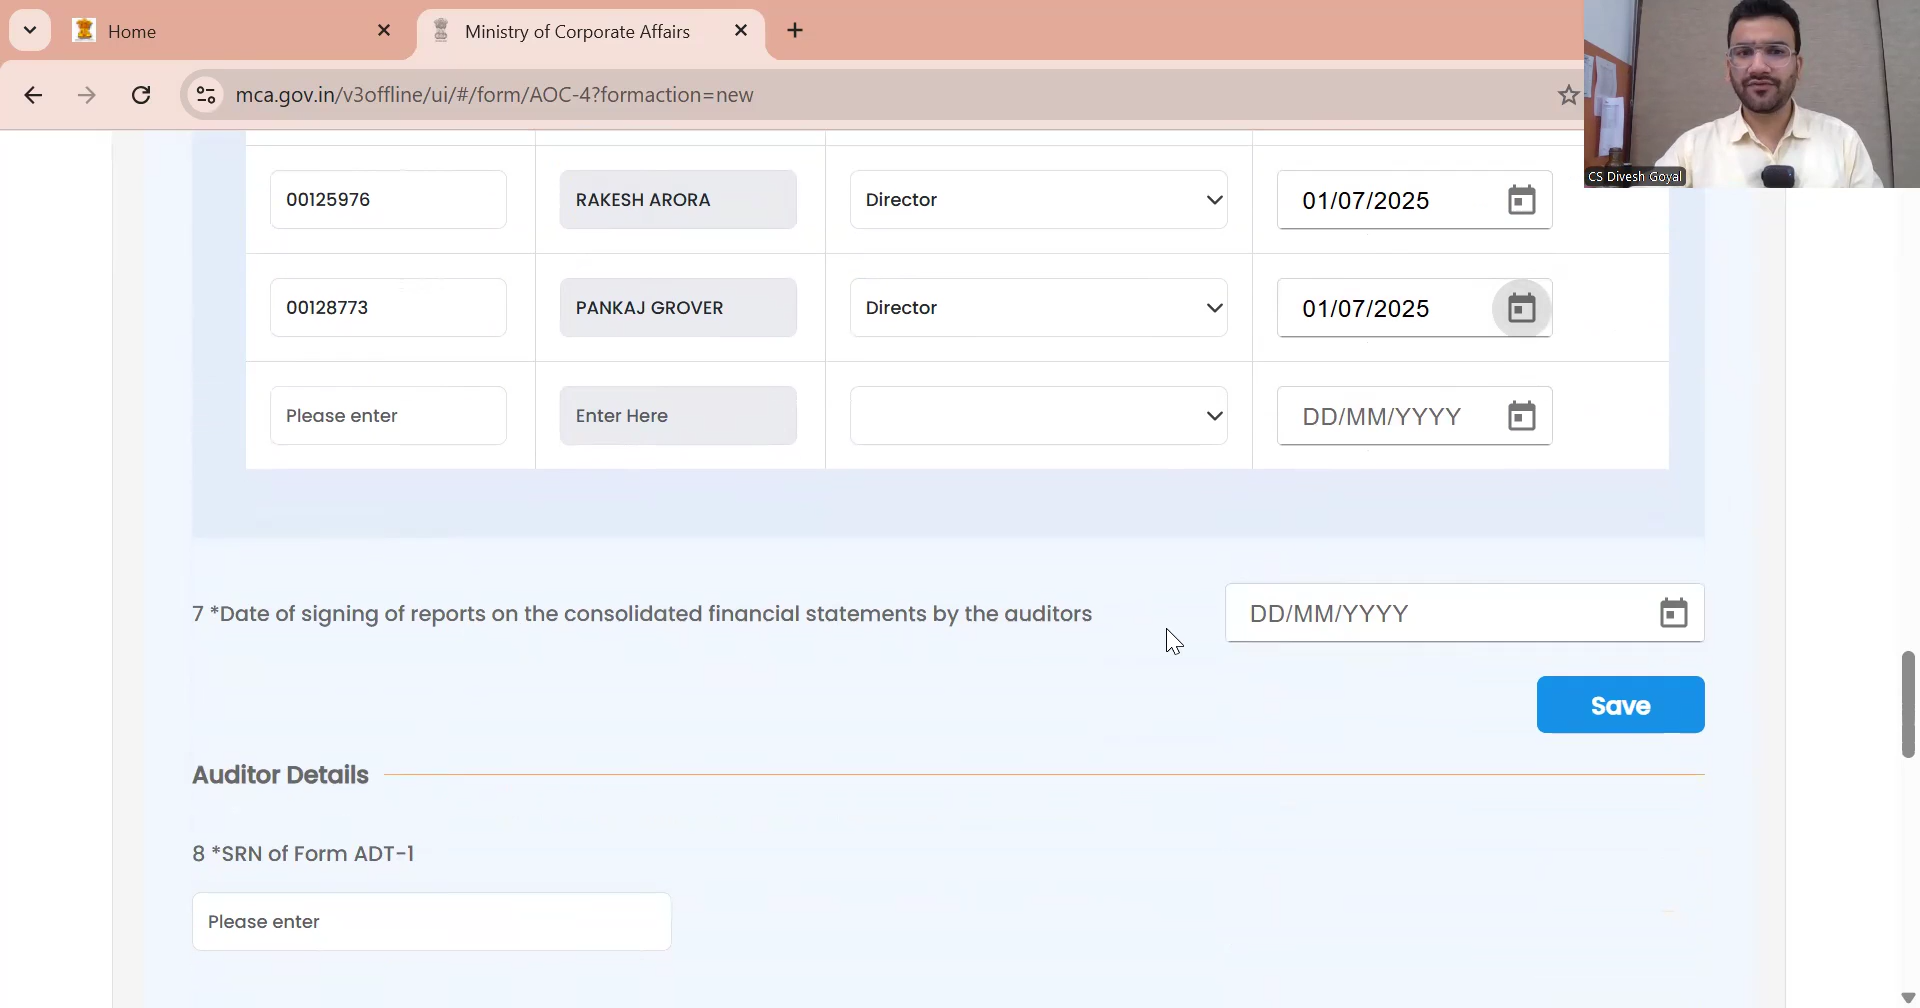 Home
Ministry of Corporate Affairs
mca.gov.in/v3offline/ui/#/form/AOC-4?formaction=new
CS Divesh Goyal
00125976 RAKESH ARORA Director 01/07/2025
00128773 PANKAJ GROVER Director 01/07/2025
Please enter Enter Here DD/MM/YYYY
7 *Date of signing of reports on the consolidated financial statements by the auditors DD/MM/YYYY
Save
Auditor Details
8 *SRN of Form ADT-1
Please enter